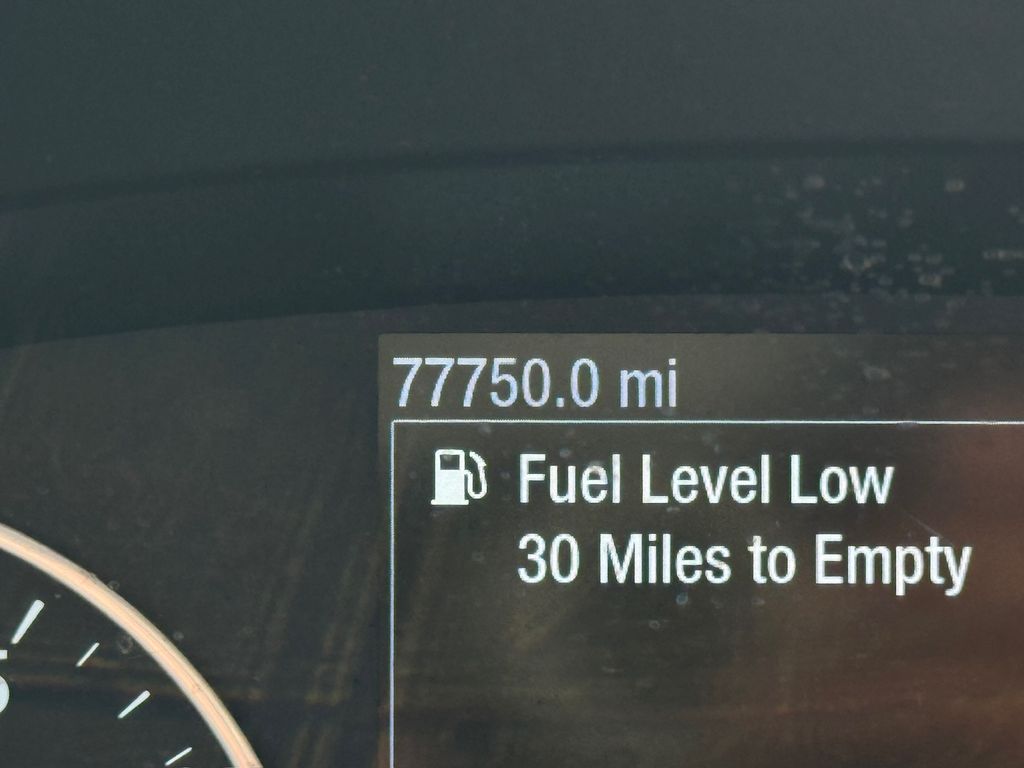 77750.0 mi
Fuel Level Low
30 Miles to Empty